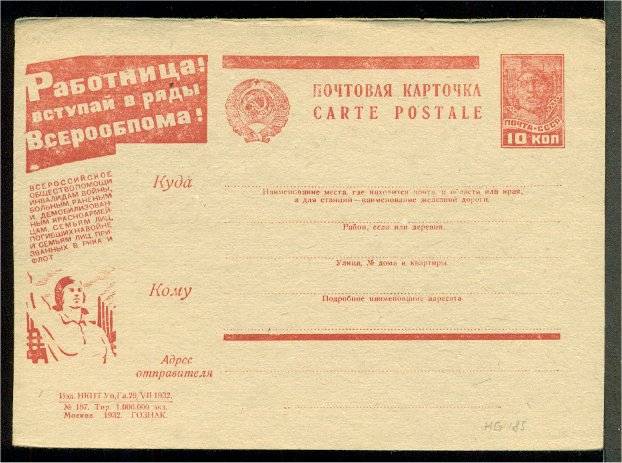 Работница!
вступай в ряды
Всерообпома!
ВСЕРОССИЙСКОЕ
ОБЩЕСТВО ПОМОЩИ
ИНВАЛИДАМ ВОЙНЫ,
БОЛЬНЫМ, РАНЕНЫМ
И ДЕМОБИЛИЗОВАН-
НЫМ КРАСНОАРМЕЙ-
ЦАМ, СЕМЬЯМ ЛИЦ,
ПОГИБШИХ НА ВОЙНЕ
И СЕМЬЯМ ЛИЦ, ПРИ-
ЗВАННЫХ В РККА И
ФЛОТ
ПОЧТОВАЯ КАРТОЧКА
CARTE POSTALE
ПОЧТА·СССР
10 КОП
Куда
Наименование места, где находится почта, и области или края,
а для станций—наименование железной дороги.
Район, село или деревня.
Улица, № дома и квартиры.
Кому
Подробное наименование адресата
Адрес
отправителя
Изд. НКПТ Уп. 29/VII 1932.
№ 197. Тир. 1.000.000 экз.
Москва. 1932. ГОЗНАК.
HG 185